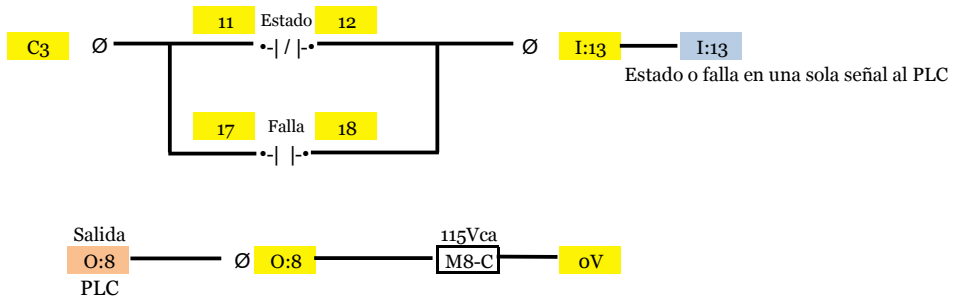 11 Estado 12
C3 Ø •-| / |-• Ø I:13 I:13
Estado o falla en una sola señal al PLC
17 Falla 18
•-| |-•
Salida 115Vca
O:8 Ø O:8 M8-C 0V
PLC